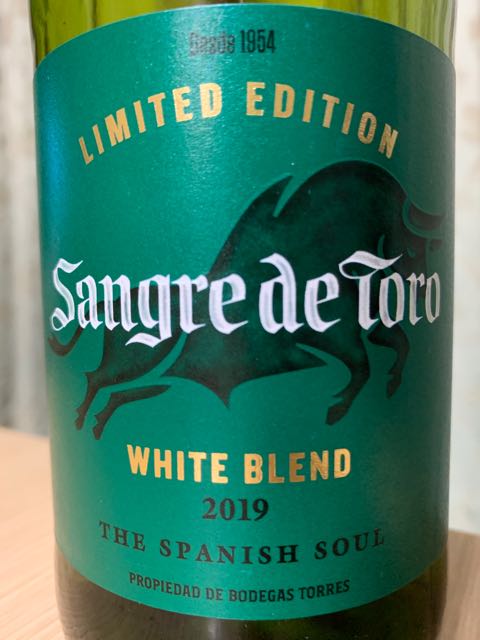 Desde 1954
LIMITED EDITION
Sangre de Toro
WHITE BLEND
2019
THE SPANISH SOUL
PROPIEDAD DE BODEGAS TORRES